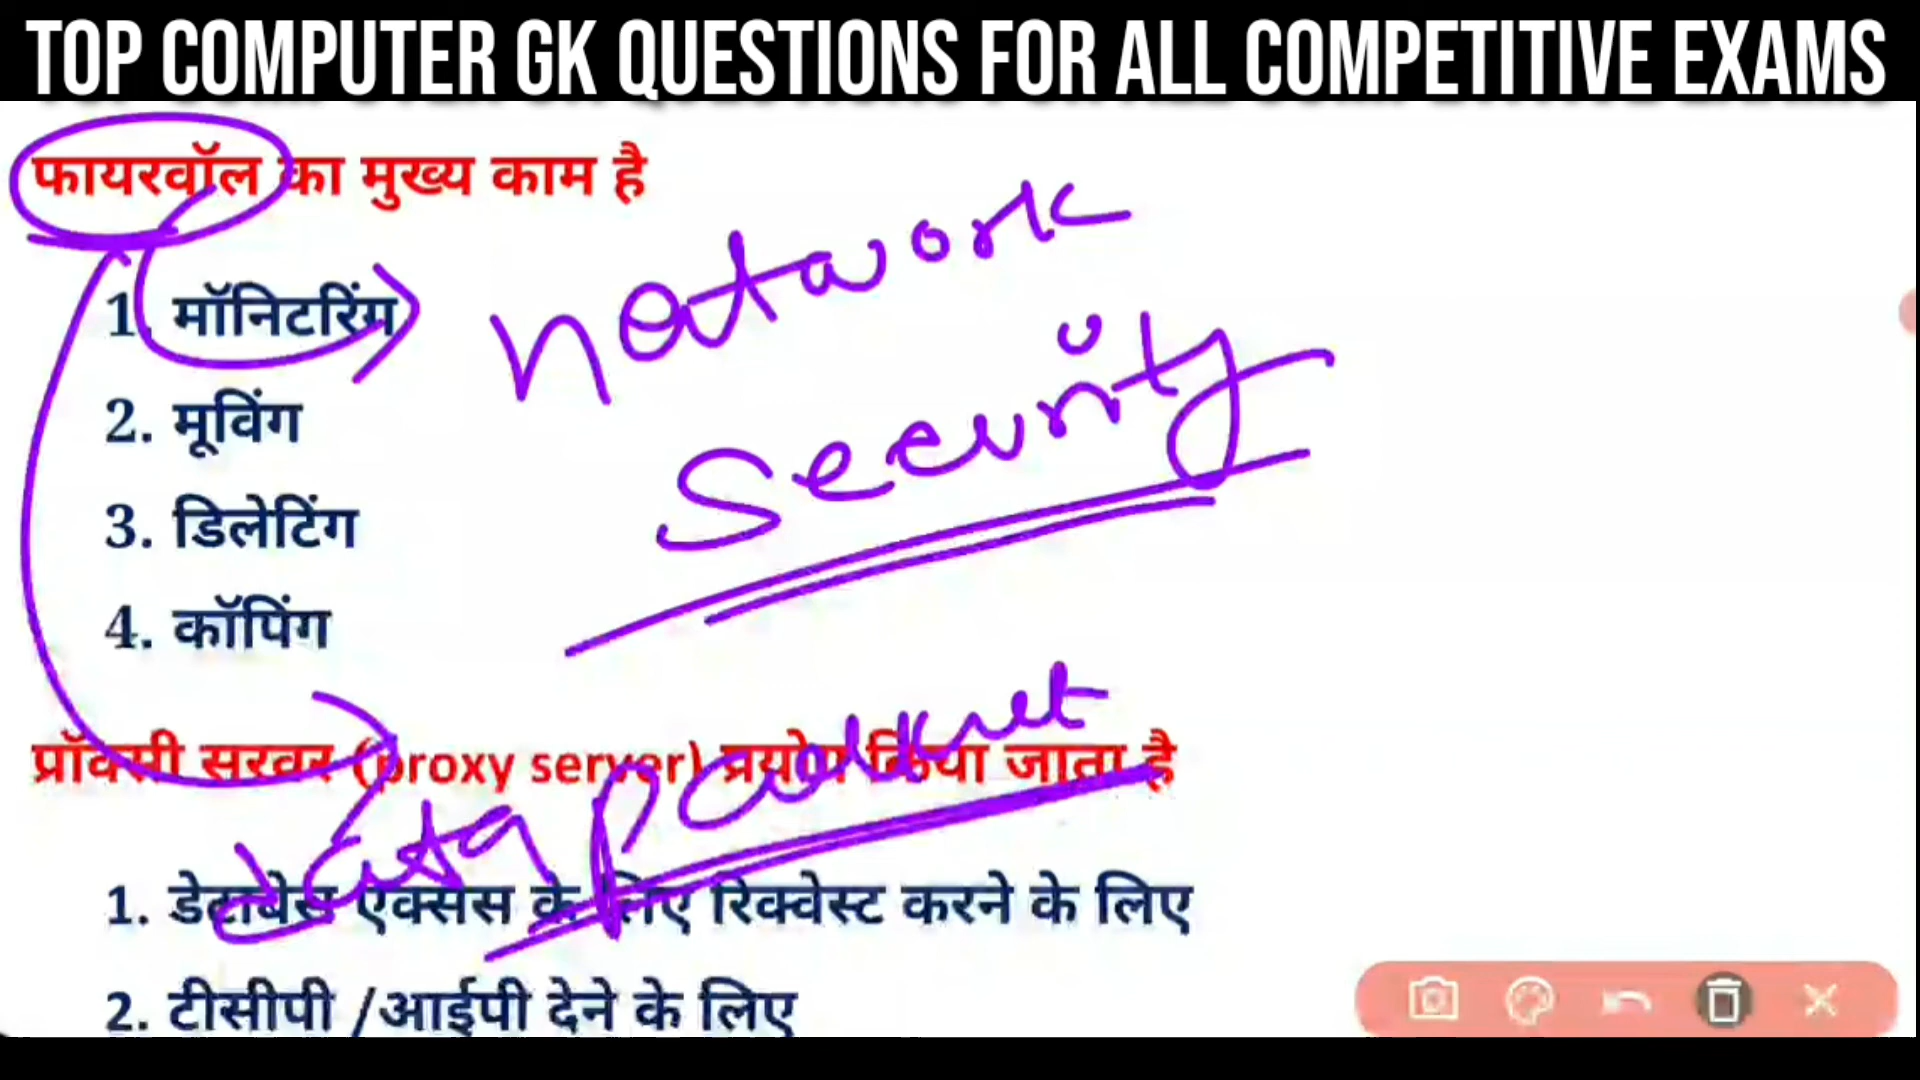 TOP COMPUTER GK QUESTIONS FOR ALL COMPETITIVE EXAMS
फायरवॉल का मुख्य काम है
network
1. मॉनिटरिंग
security
2. मूविंग
3. डिलेटिंग
4. कॉपिंग
प्रॉक्सी सरवर (proxy server) प्रयोग किया जाता है
data packet
1. डेटाबेस एक्सेस के लिए रिक्वेस्ट करने के लिए
2. टीसीपी /आईपी देने के लिए